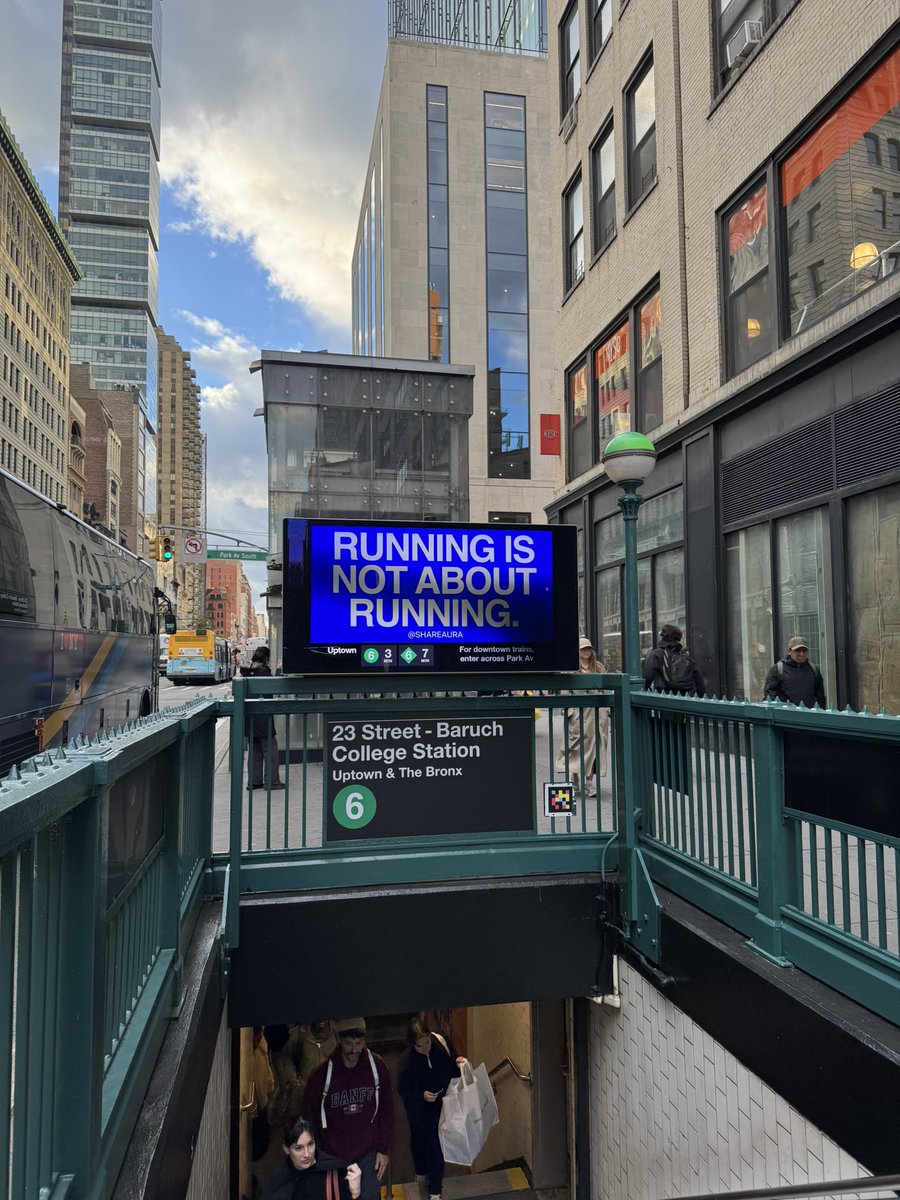 Park Av South
RUNNING IS
NOT ABOUT
RUNNING.
@SHAREAURA
Uptown 6 3 MIN 6 7 MIN
For downtown trains,
enter across Park Av
23 Street - Baruch
College Station
Uptown & The Bronx
6
BANFF